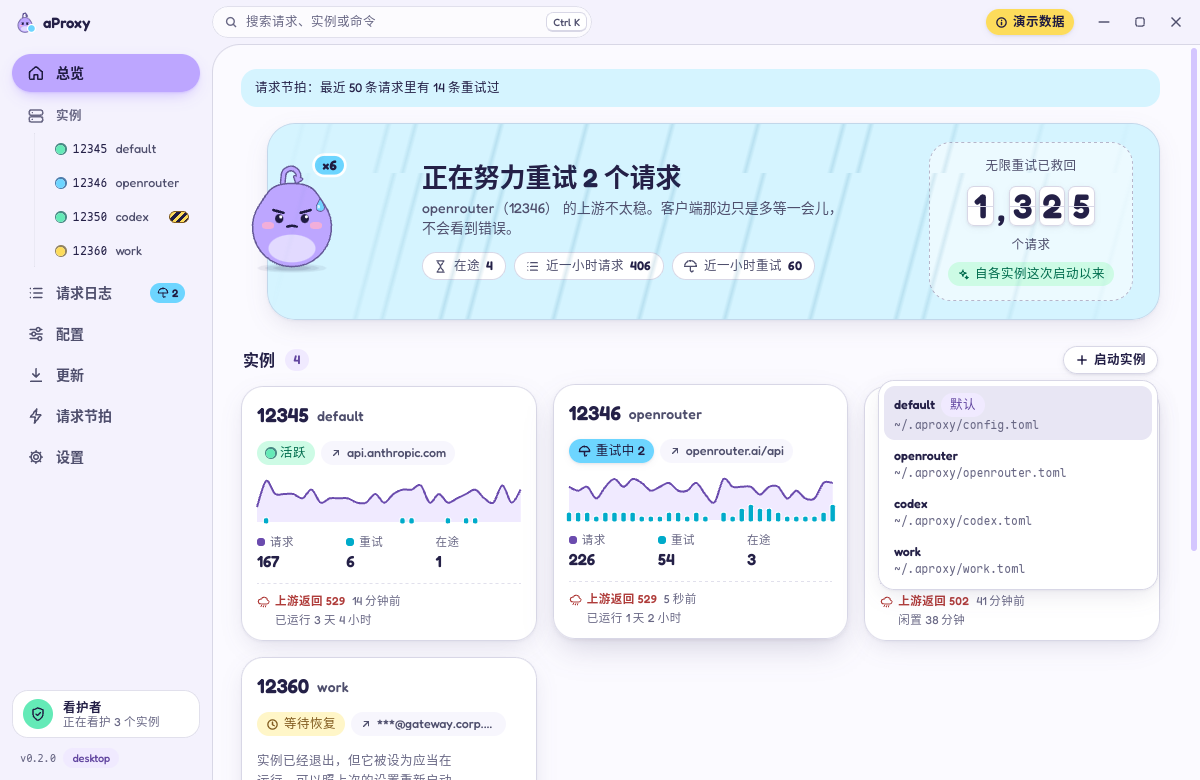 aProxy
搜索请求、实例或命令
Ctrl K
演示数据
总览
实例
12345 default
12346 openrouter
12350 codex
12360 work
请求日志
2
配置
更新
请求节拍
设置
看护者
正在看护 3 个实例
v0.2.0 desktop
请求节拍：最近 50 条请求里有 14 条重试过
×6
正在努力重试 2 个请求
openrouter（12346） 的上游不太稳。客户端那边只是多等一会儿，
不会看到错误。
在途 4
近一小时请求 406
近一小时重试 60
无限重试已救回
1,325
个请求
自各实例这次启动以来
实例 4
启动实例
12345 default
活跃
api.anthropic.com
请求 重试 在途
167 6 1
上游返回 529 14 分钟前
已运行 3 天 4 小时
12346 openrouter
重试中 2
openrouter.ai/api
请求 重试 在途
226 54 3
上游返回 529 5 秒前
已运行 1 天 2 小时
default 默认
~/.aproxy/config.toml
openrouter
~/.aproxy/openrouter.toml
codex
~/.aproxy/codex.toml
work
~/.aproxy/work.toml
上游返回 502 41 分钟前
闲置 38 分钟
12360 work
等待恢复
***@gateway.corp....
实例已经退出，但它被设为应当在
运行。可以照上次的设置重新启动